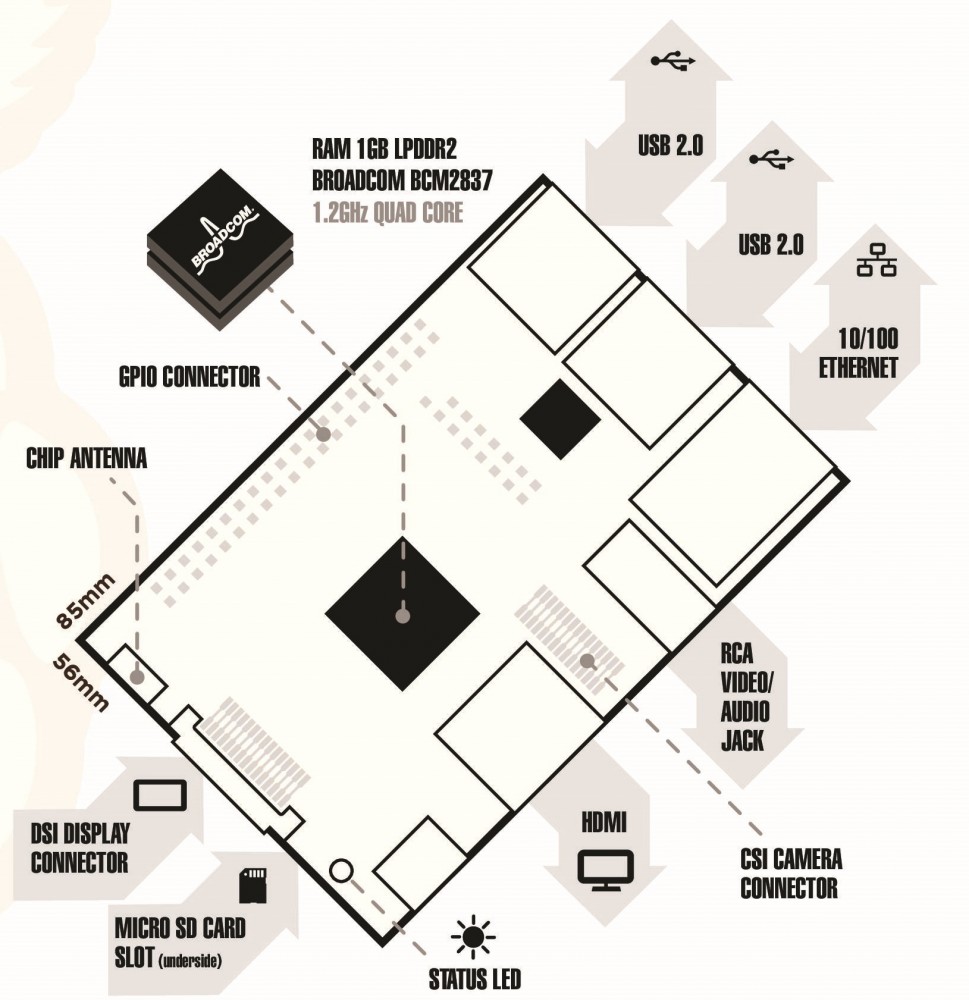 USB 2.0
RAM 1GB LPDDR2
BROADCOM BCM2837
1.2GHz QUAD CORE
BROADCOM.
USB 2.0
10/100
ETHERNET
GPIO CONNECTOR
CHIP ANTENNA
85mm
56mm
RCA
VIDEO/
AUDIO
JACK
DSI DISPLAY
CONNECTOR
HDMI
CSI CAMERA
CONNECTOR
MICRO SD CARD
SLOT (underside)
STATUS LED